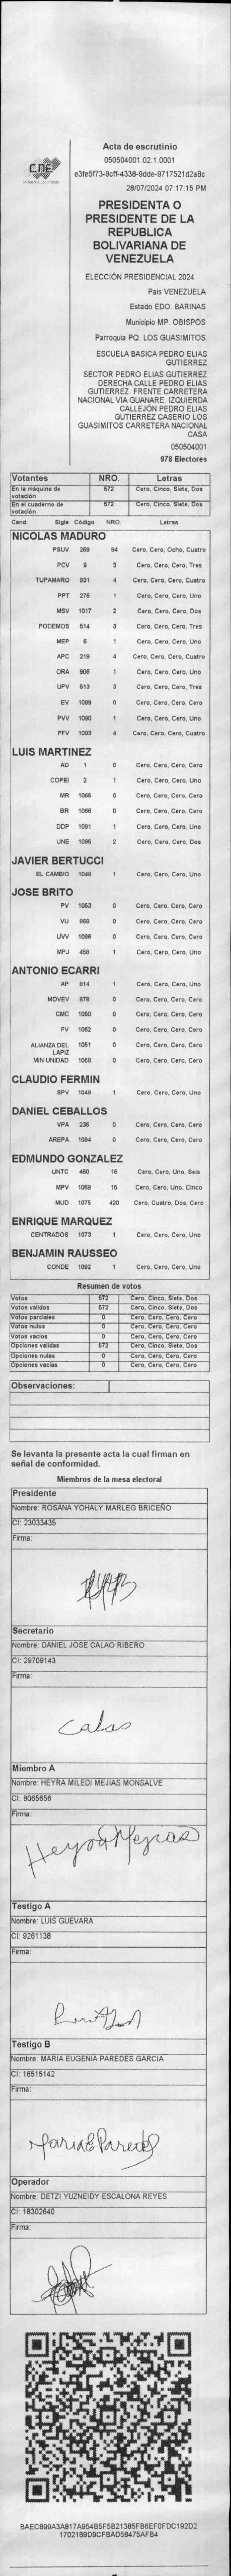 CNE
Acta de escrutinio
050504001.02.1.0001
e3fe5f73-9cff-4338-9dde-9717521d2a8c
28/07/2024 07:17:15 PM
PRESIDENTA O
PRESIDENTE DE LA
REPUBLICA
BOLIVARIANA DE
VENEZUELA
ELECCIÓN PRESIDENCIAL 2024
Pais VENEZUELA
Estado EDO. BARINAS
Municipio MP. OBISPOS
Parroquia PQ. LOS GUASIMITOS
ESCUELA BASICA PEDRO ELIAS
GUTIERREZ
SECTOR PEDRO ELIAS GUTIERREZ
DERECHA CALLE PEDRO ELIAS
GUTIERREZ. FRENTE CARRETERA
NACIONAL VIA GUANARE. IZQUIERDA
CALLEJÓN PEDRO ELIAS
GUTIERREZ CASERIO LOS
GUASIMITOS CARRETERA NACIONAL
CASA
050504001
978 Electores
Votantes NRO. Letras
En la máquina de votación 572 Cero, Cinco, Siete, Dos
En el cuaderno de votación 572 Cero, Cinco, Siete, Dos
Cand. Sigla Código NRO. Letras
NICOLAS MADURO
PSUV 269 84 Cero, Cero, Ocho, Cuatro
PCV 9 3 Cero, Cero, Cero, Tres
TUPAMARO 931 4 Cero, Cero, Cero, Cuatro
PPT 276 1 Cero, Cero, Cero, Uno
MSV 1017 2 Cero, Cero, Cero, Dos
PODEMOS 514 3 Cero, Cero, Cero, Tres
MEP 6 1 Cero, Cero, Cero, Uno
APC 219 4 Cero, Cero, Cero, Cuatro
ORA 906 1 Cero, Cero, Cero, Uno
UPV 513 3 Cero, Cero, Cero, Tres
EV 1089 0 Cero, Cero, Cero, Cero
PVV 1090 1 Cero, Cero, Cero, Uno
PFV 1093 4 Cero, Cero, Cero, Cuatro
LUIS MARTINEZ
AD 1 0 Cero, Cero, Cero, Cero
COPEI 2 1 Cero, Cero, Cero, Uno
MR 1065 0 Cero, Cero, Cero, Cero
BR 1066 0 Cero, Cero, Cero, Cero
DDP 1091 1 Cero, Cero, Cero, Uno
UNE 1095 2 Cero, Cero, Cero, Dos
JAVIER BERTUCCI
EL CAMBIO 1048 1 Cero, Cero, Cero, Uno
JOSE BRITO
PV 1053 0 Cero, Cero, Cero, Cero
VU 968 0 Cero, Cero, Cero, Cero
UVV 1096 0 Cero, Cero, Cero, Cero
MPJ 456 1 Cero, Cero, Cero, Uno
ANTONIO ECARRI
AP 614 1 Cero, Cero, Cero, Uno
MOVEV 979 0 Cero, Cero, Cero, Cero
CMC 1050 0 Cero, Cero, Cero, Cero
FV 1062 0 Cero, Cero, Cero, Cero
ALIANZA DEL LAPIZ 1051 0 Cero, Cero, Cero, Cero
MIN UNIDAD 1068 0 Cero, Cero, Cero, Cero
CLAUDIO FERMIN
SPV 1049 1 Cero, Cero, Cero, Uno
DANIEL CEBALLOS
VPA 236 0 Cero, Cero, Cero, Cero
AREPA 1094 0 Cero, Cero, Cero, Cero
EDMUNDO GONZALEZ
UNTC 460 16 Cero, Cero, Uno, Seis
MPV 1069 15 Cero, Cero, Uno, Cinco
MUD 1075 420 Cero, Cuatro, Dos, Cero
ENRIQUE MARQUEZ
CENTRADOS 1073 1 Cero, Cero, Cero, Uno
BENJAMIN RAUSSEO
CONDE 1092 1 Cero, Cero, Cero, Uno
Resumen de votos
Votos 572 Cero, Cinco, Siete, Dos
Votos validos 572 Cero, Cinco, Siete, Dos
Votos parciales 0 Cero, Cero, Cero, Cero
Votos nulos 0 Cero, Cero, Cero, Cero
Votos vacios 0 Cero, Cero, Cero, Cero
Opciones validas 572 Cero, Cinco, Siete, Dos
Opciones nulas 0 Cero, Cero, Cero, Cero
Opciones vacias 0 Cero, Cero, Cero, Cero
Observaciones:
Se levanta la presente acta la cual firman en
señal de conformidad.
Miembros de la mesa electoral
Presidente
Nombre: ROSANA YOHALY MARLEG BRICEÑO
CI: 23033435
Firma:
Secretario
Nombre: DANIEL JOSE CALAO RIBERO
CI: 29709143
Firma:
Calao
Miembro A
Nombre: HEYRA MILEDI MEJIAS MONSALVE
CI: 8065656
Firma:
Heyra Mejias
Testigo A
Nombre: LUIS GUEVARA
CI: 9261138
Firma:
Testigo B
Nombre: MARIA EUGENIA PAREDES GARCIA
CI: 16515142
Firma:
Maria E Paredes
Operador
Nombre: DETZI YUZNEIDY ESCALONA REYES
CI: 18302640
Firma:
BAEC899A3A817A954B5F5B21385FB6EF0FDC192D2
1702189D9CFBAD58475AFB4